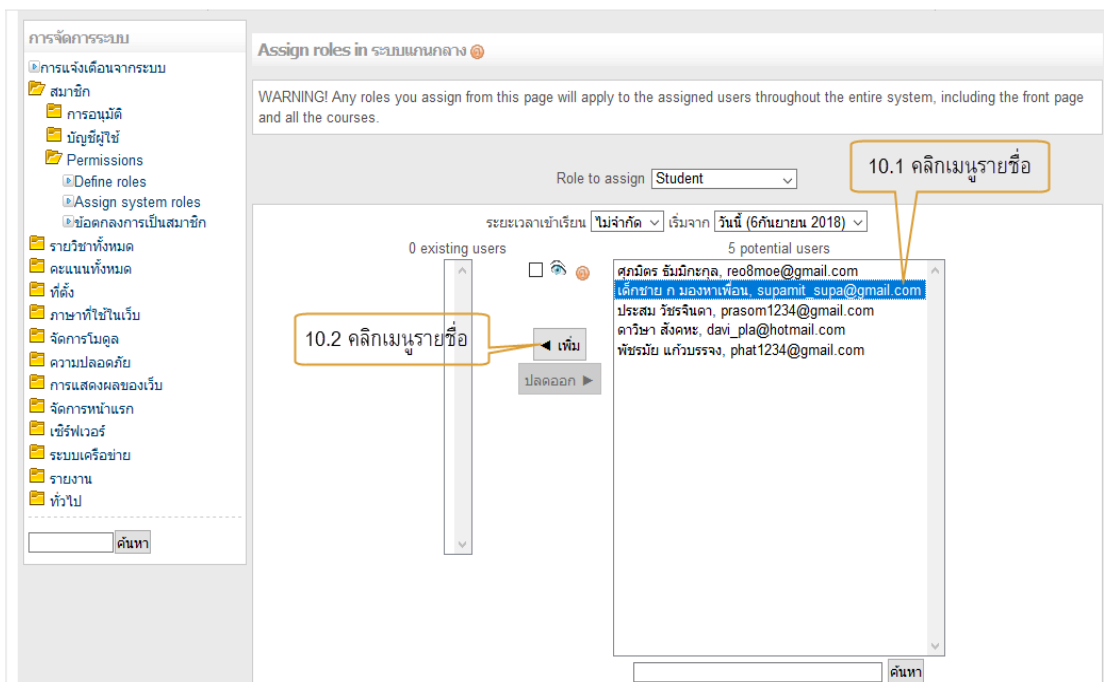 การจัดการระบบ
การแจ้งเตือนจากระบบ
สมาชิก
การอนุมัติ
บัญชีผู้ใช้
Permissions
Define roles
Assign system roles
ข้อตกลงการเป็นสมาชิก
รายวิชาทั้งหมด
คะแนนทั้งหมด
ที่ตั้ง
ภาษาที่ใช้ในเว็บ
จัดการโมดูล
ความปลอดภัย
การแสดงผลของเว็บ
จัดการหน้าแรก
เซิร์ฟเวอร์
ระบบเครือข่าย
รายงาน
ทั่วไป
ค้นหา
Assign roles in ระบบแกนกลาง
WARNING! Any roles you assign from this page will apply to the assigned users throughout the entire system, including the front page
and all the courses.
10.1 คลิกเมนูรายชื่อ
Role to assign Student
ระยะเวลาเข้าเรียน ไม่จำกัด เริ่มจาก วันนี้ (6กันยายน 2018)
0 existing users
5 potential users
ศุภมิตร ธัมมิกะกุล, reo8moe@gmail.com
เด็กชาย ก มองหาเพื่อน, supamit_supa@gmail.com
ประสม วัชรจินดา, prasom1234@gmail.com
ดาวิษา สังคหะ, davi_pla@hotmail.com
พัชรมัย แก้วบรรจง, phat1234@gmail.com
10.2 คลิกเมนูรายชื่อ
◄ เพิ่ม
ปลดออก ►
ค้นหา